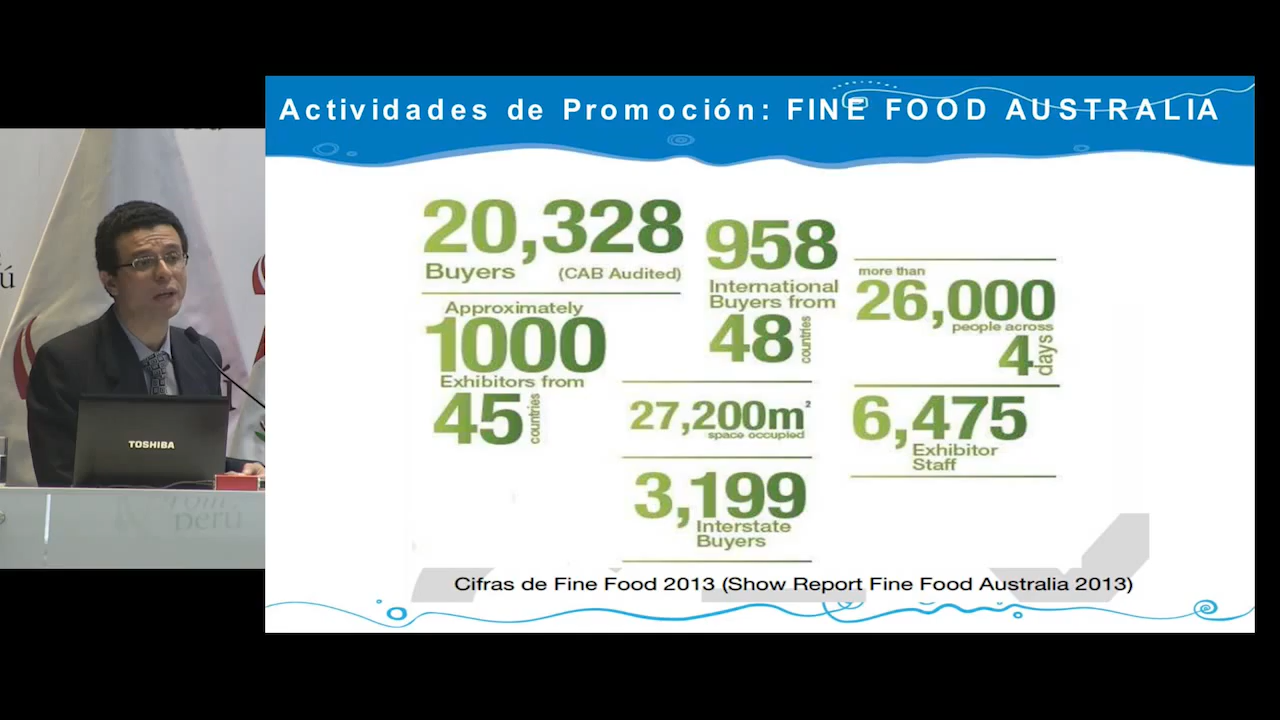 Actividades de Promoción: FINE FOOD AUSTRALIA
20,328
Buyers (CAB Audited)
Approximately
1000
Exhibitors from
45 countries
958
International
Buyers from
48 countries
27,200m²
space occupied
3,199
Interstate
Buyers
more than
26,000
people across
4 days
6,475
Exhibitor
Staff
Cifras de Fine Food 2013 (Show Report Fine Food Australia 2013)
TOSHIBA
perú